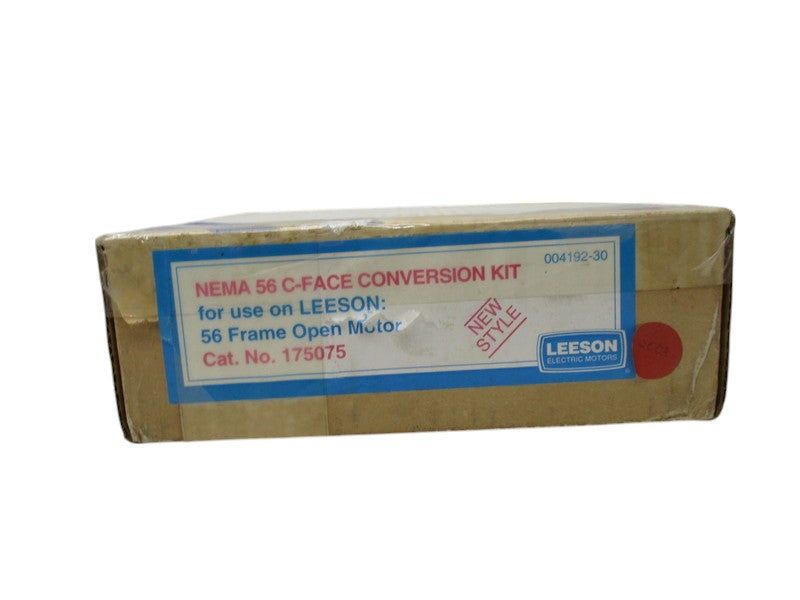 004192-30
NEMA 56 C-FACE CONVERSION KIT
for use on LEESON:
56 Frame Open Motor
Cat. No. 175075
NEW
STYLE
LEESON
ELECTRIC MOTORS
®